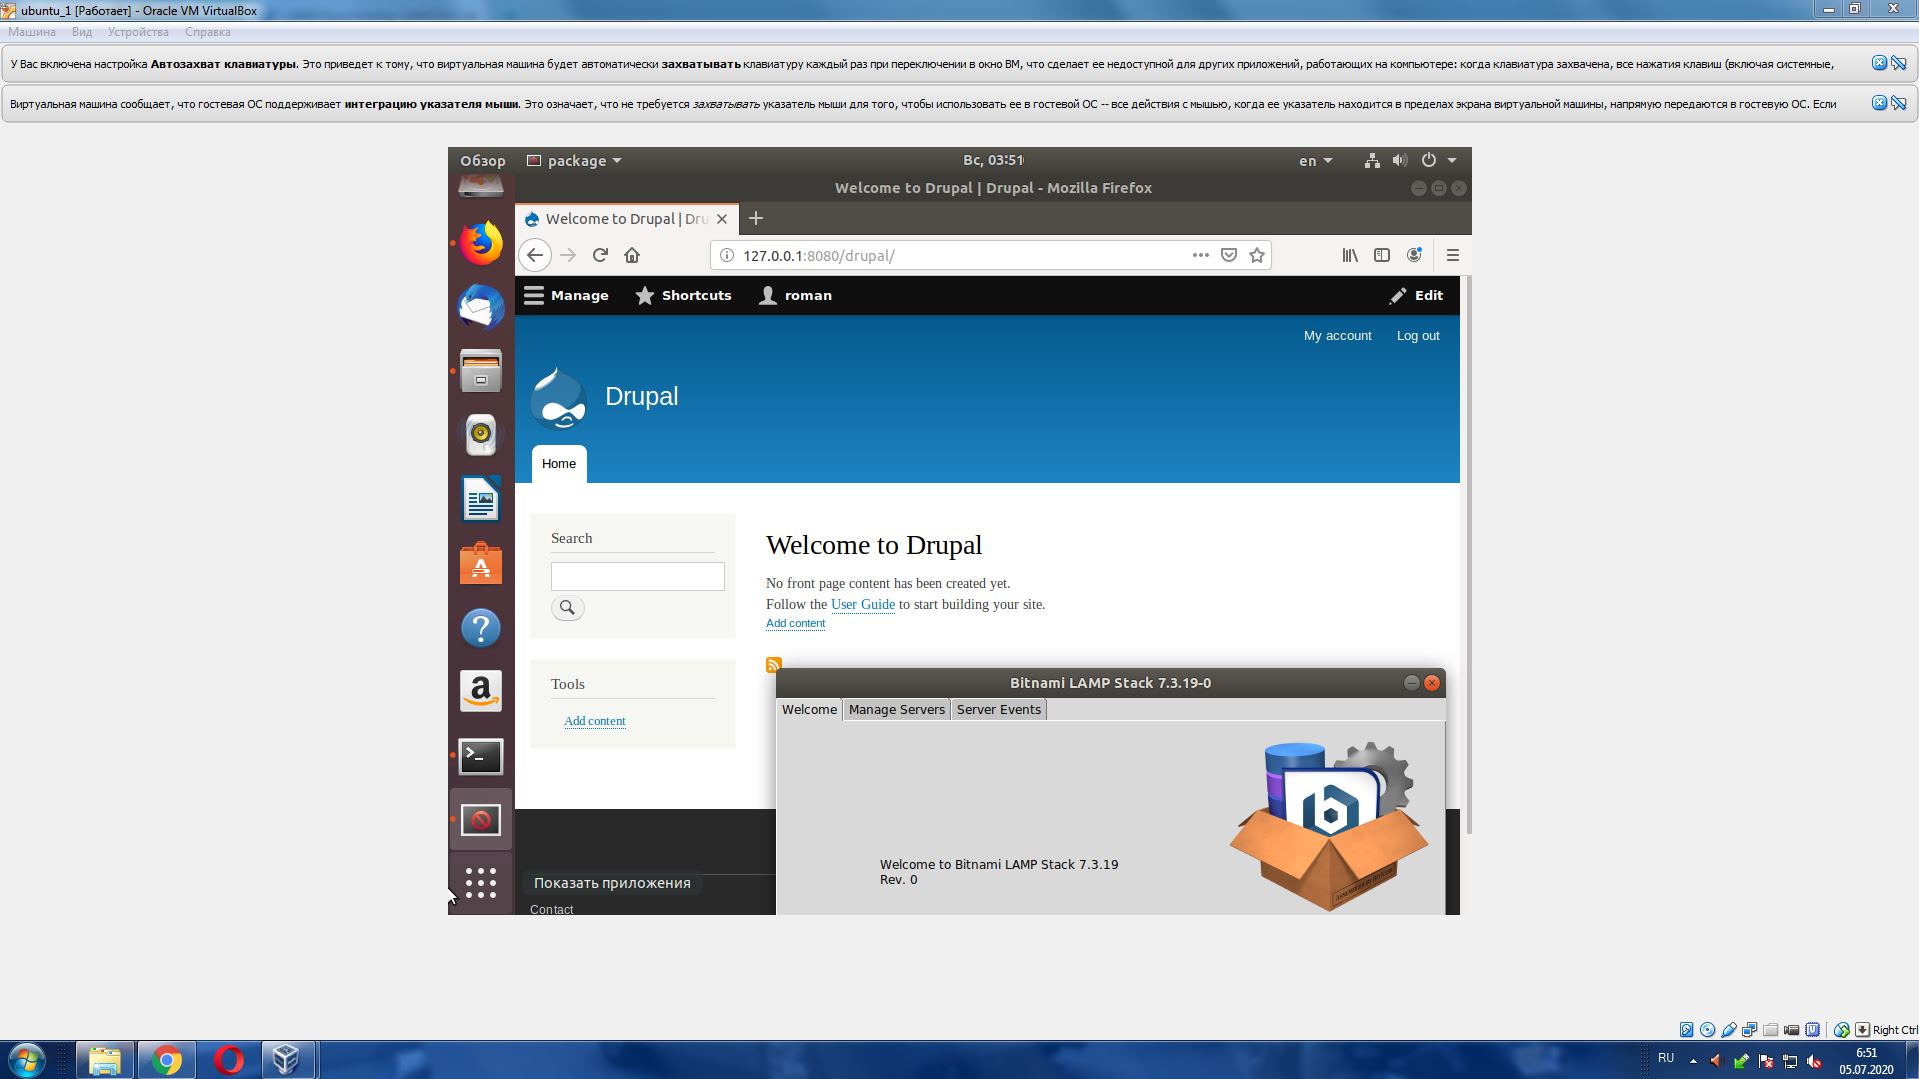 ubuntu_1 [Работает] - Oracle VM VirtualBox
Машина Вид Устройства Справка
У Вас включена настройка Автозахват клавиатуры. Это приведет к тому, что виртуальная машина будет автоматически захватывать клавиатуру каждый раз при переключении в окно ВМ, что сделает ее недоступной для других приложений, работающих на компьютере: когда клавиатура захвачена, все нажатия клавиш (включая системные,
Виртуальная машина сообщает, что гостевая ОС поддерживает интеграцию указателя мыши. Это означает, что не требуется захватывать указатель мыши для того, чтобы использовать ее в гостевой ОС -- все действия с мышью, когда ее указатель находится в пределах экрана виртуальной машины, напрямую передаются в гостевую ОС. Если
Обзор package Вс, 03:51 en
Welcome to Drupal | Drupal - Mozilla Firefox
Welcome to Drupal | Dru
127.0.0.1:8080/drupal/
Manage Shortcuts roman Edit
My account Log out
Drupal
Home
Search
Welcome to Drupal
No front page content has been created yet.
Follow the User Guide to start building your site.
Add content
Tools
Add content
Bitnami LAMP Stack 7.3.19-0
Welcome Manage Servers Server Events
Welcome to Bitnami LAMP Stack 7.3.19
Rev. 0
Показать приложения
Contact
Right Ctrl
RU
6:51
05.07.2020